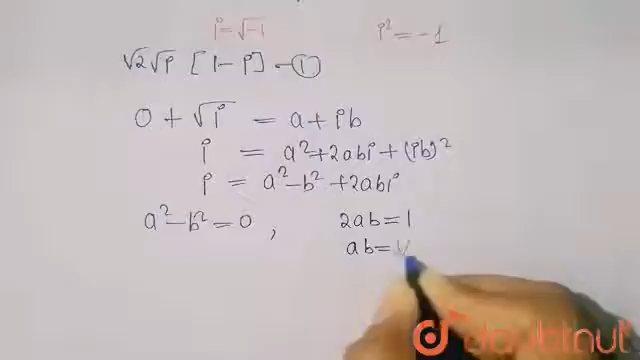 i=√-1 i²=-1
√2√i [1-i] -①
0+√i = a+ib
i = a²+2abi+(ib)²
i = a²-b²+2abi
a²-b²=0, 2ab=1
ab=
doubtnut